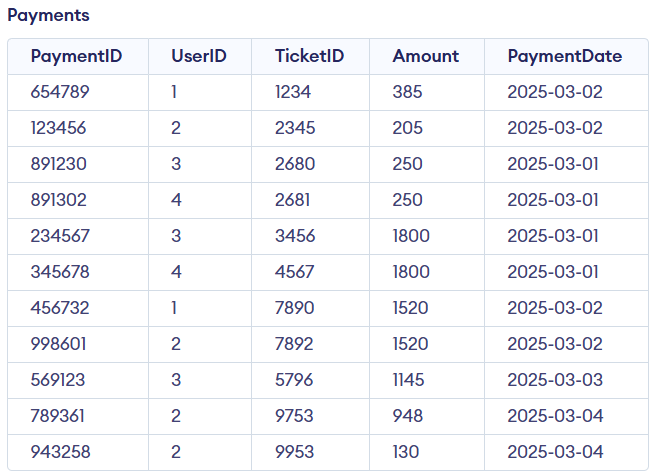 Payments
PaymentID UserID TicketID Amount PaymentDate
654789 1 1234 385 2025-03-02
123456 2 2345 205 2025-03-02
891230 3 2680 250 2025-03-01
891302 4 2681 250 2025-03-01
234567 3 3456 1800 2025-03-01
345678 4 4567 1800 2025-03-01
456732 1 7890 1520 2025-03-02
998601 2 7892 1520 2025-03-02
569123 3 5796 1145 2025-03-03
789361 2 9753 948 2025-03-04
943258 2 9953 130 2025-03-04